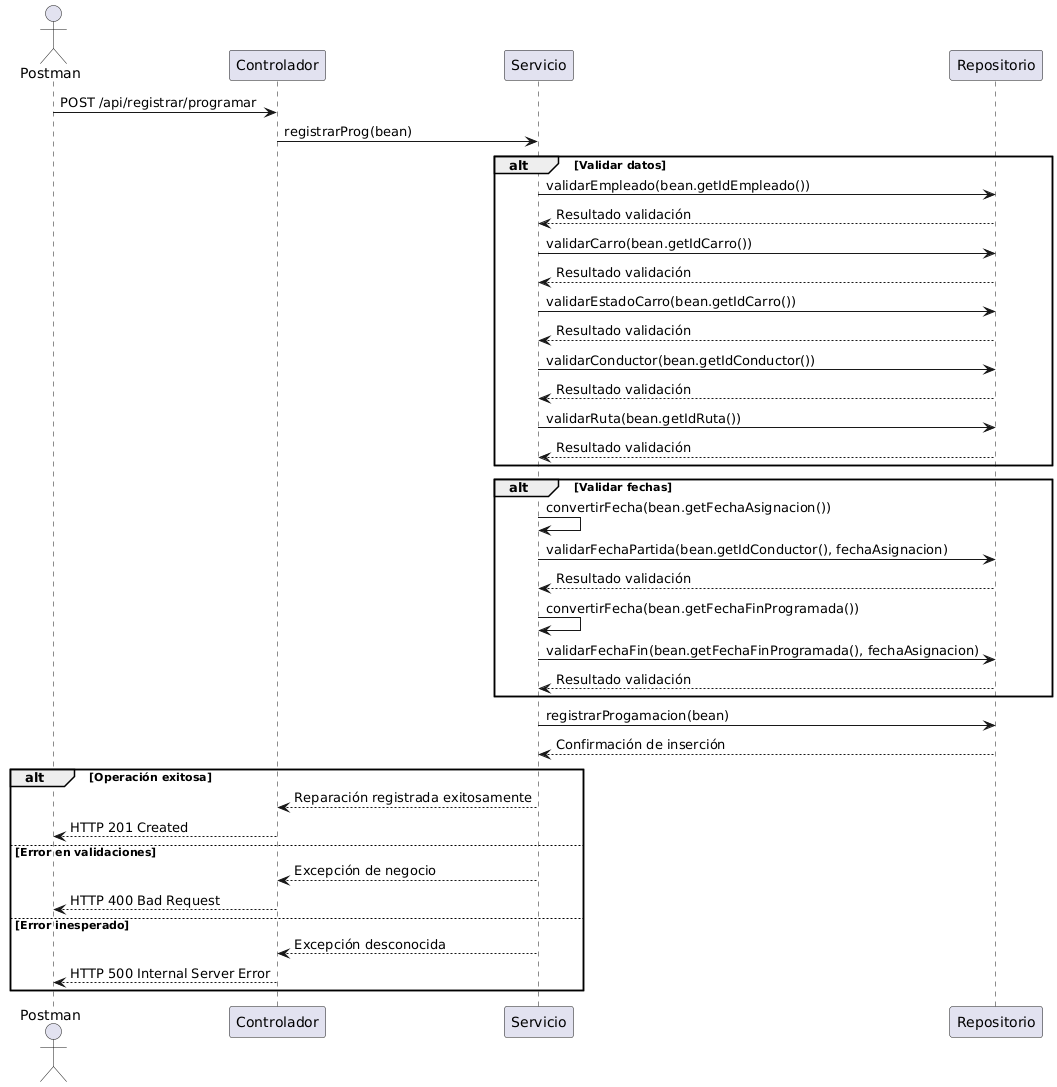 Postman
Controlador
Servicio
Repositorio
POST /api/registrar/programar
registrarProg(bean)
alt
[Validar datos]
validarEmpleado(bean.getIdEmpleado())
Resultado validación
validarCarro(bean.getIdCarro())
Resultado validación
validarEstadoCarro(bean.getIdCarro())
Resultado validación
validarConductor(bean.getIdConductor())
Resultado validación
validarRuta(bean.getIdRuta())
Resultado validación
alt
[Validar fechas]
convertirFecha(bean.getFechaAsignacion())
validarFechaPartida(bean.getIdConductor(), fechaAsignacion)
Resultado validación
convertirFecha(bean.getFechaFinProgramada())
validarFechaFin(bean.getFechaFinProgramada(), fechaAsignacion)
Resultado validación
registrarProgamacion(bean)
Confirmación de inserción
alt
[Operación exitosa]
Reparación registrada exitosamente
HTTP 201 Created
[Error en validaciones]
Excepción de negocio
HTTP 400 Bad Request
[Error inesperado]
Excepción desconocida
HTTP 500 Internal Server Error
Postman
Controlador
Servicio
Repositorio